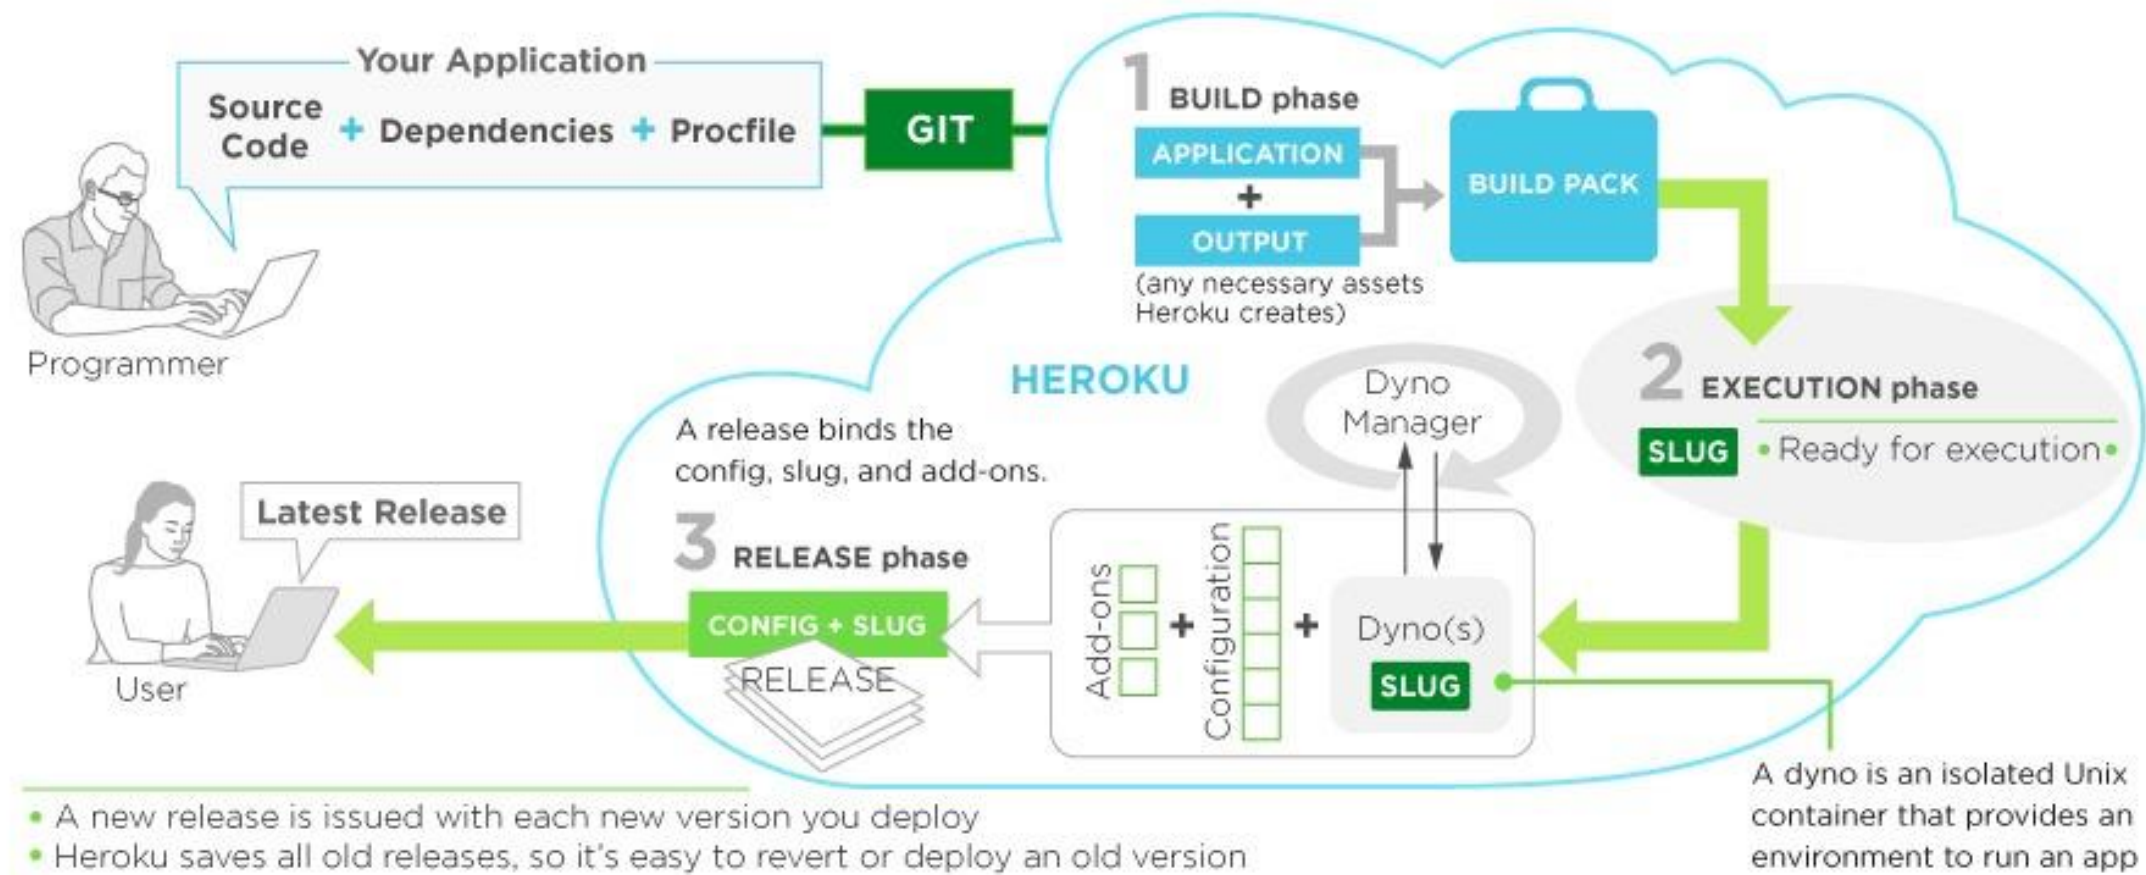 Your Application
Source
Code
+ Dependencies + Procfile
GIT
Programmer
1 BUILD phase
APPLICATION
+
OUTPUT
(any necessary assets
Heroku creates)
BUILD PACK
HEROKU
2 EXECUTION phase
SLUG • Ready for execution •
Dyno
Manager
Add-ons
+
Configuration
+
Dyno(s)
SLUG
A dyno is an isolated Unix
container that provides an
environment to run an app
A release binds the
config, slug, and add-ons.
3 RELEASE phase
CONFIG + SLUG
RELEASE
Latest Release
User
• A new release is issued with each new version you deploy
• Heroku saves all old releases, so it's easy to revert or deploy an old version